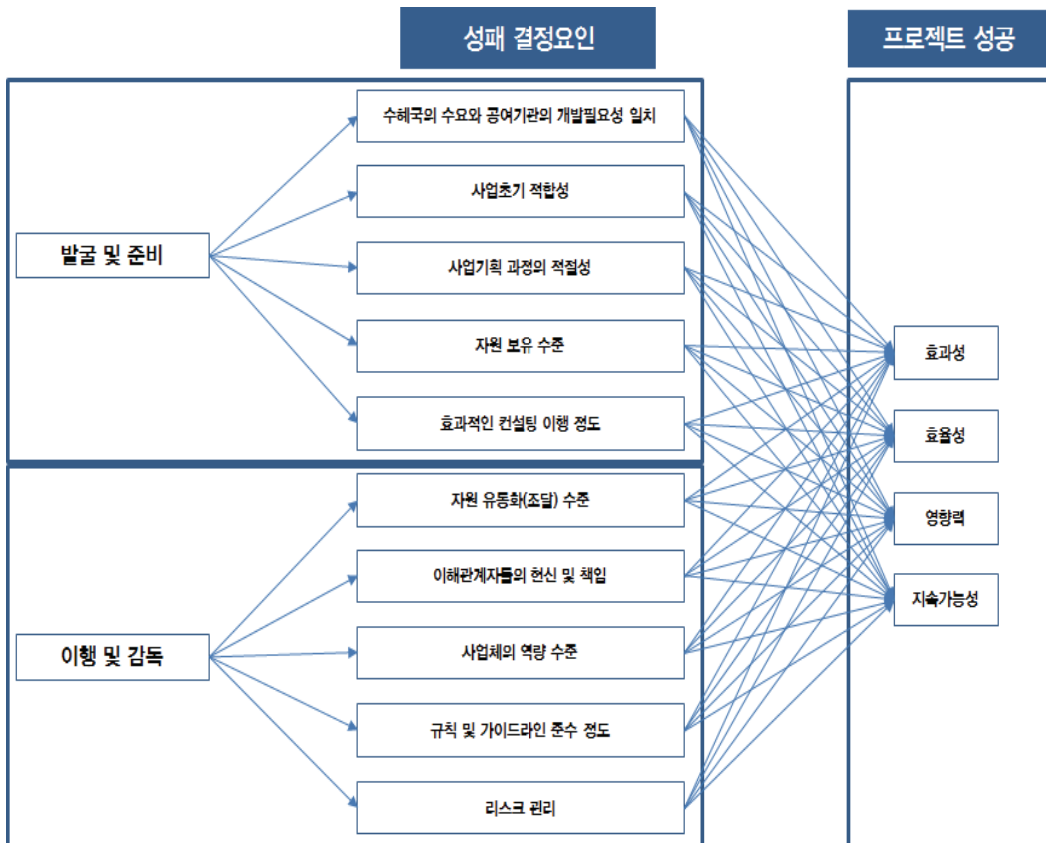 성패 결정요인
프로젝트 성공
수혜국의 수요와 공여기관의 개발필요성 일치
사업초기 적합성
발굴 및 준비
사업기획 과정의 적절성
자원 보유 수준
효과성
효과적인 컨설팅 이행 정도
효율성
자원 유동화(조달) 수준
영향력
이해관계자들의 헌신 및 책임
지속가능성
이행 및 감독
사업체의 역량 수준
규칙 및 가이드라인 준수 정도
리스크 관리